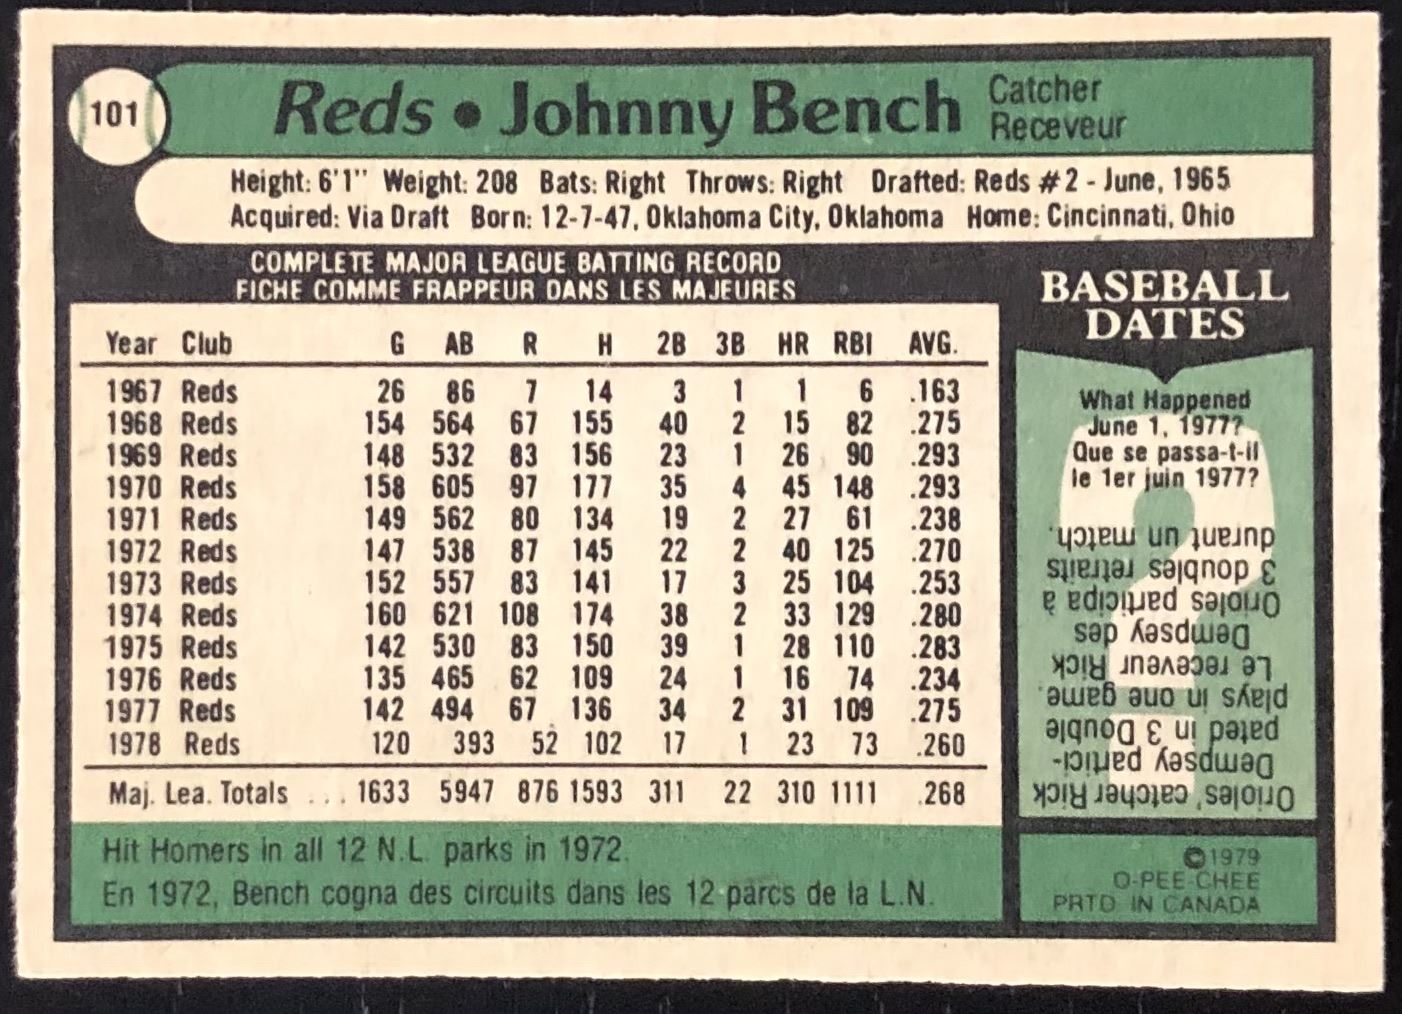 101
Reds • Johnny Bench
Catcher
Receveur
Height: 6'1" Weight: 208 Bats: Right Throws: Right Drafted: Reds #2 - June, 1965
Acquired: Via Draft Born: 12-7-47, Oklahoma City, Oklahoma Home: Cincinnati, Ohio
COMPLETE MAJOR LEAGUE BATTING RECORD
FICHE COMME FRAPPEUR DANS LES MAJEURES
Year Club G AB R H 2B 3B HR RBI AVG.
1967 Reds 26 86 7 14 3 1 1 6 .163
1968 Reds 154 564 67 155 40 2 15 82 .275
1969 Reds 148 532 83 156 23 1 26 90 .293
1970 Reds 158 605 97 177 35 4 45 148 .293
1971 Reds 149 562 80 134 19 2 27 61 .238
1972 Reds 147 538 87 145 22 2 40 125 .270
1973 Reds 152 557 83 141 17 3 25 104 .253
1974 Reds 160 621 108 174 38 2 33 129 .280
1975 Reds 142 530 83 150 39 1 28 110 .283
1976 Reds 135 465 62 109 24 1 16 74 .234
1977 Reds 142 494 67 136 34 2 31 109 .275
1978 Reds 120 393 52 102 17 1 23 73 .260
Maj. Lea. Totals ... 1633 5947 876 1593 311 22 310 1111 .268
Hit Homers in all 12 N.L. parks in 1972.
En 1972, Bench cogna des circuits dans les 12 parcs de la L.N.
BASEBALL
DATES
What Happened
June 1, 1977?
Que se passa-t-il
le 1er juin 1977?
Orioles' catcher Rick
Dempsey partici-
pated in 3 Double
plays in one game.
Le receveur Rick
Dempsey des
Orioles participa à
3 doubles retraits
durant un match.
©1979
O-PEE-CHEE
PRTD. IN CANADA